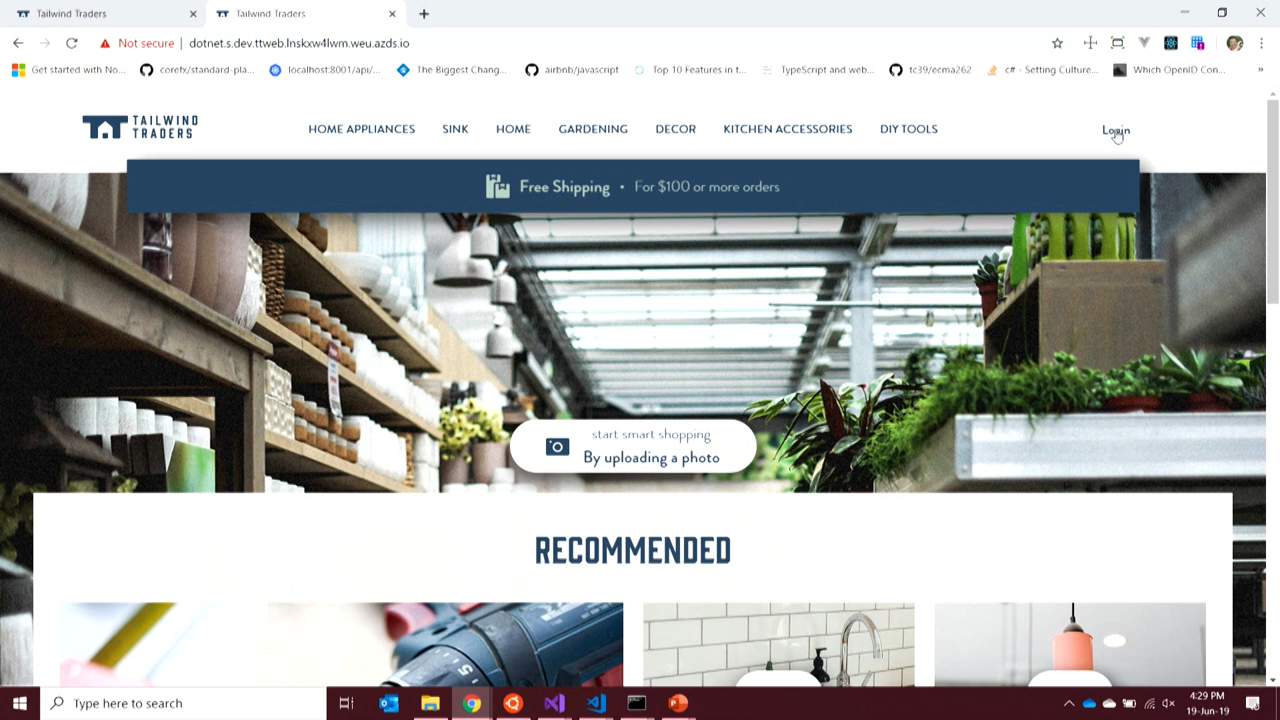 Tailwind Traders
Tailwind Traders
Not secure | dotnet.s.dev.ttweb.lnskxw4lwm.weu.azds.io
Get started with No...
corefx/standard-pla...
localhost:8001/api/...
The Biggest Chang...
airbnb/javascript
Top 10 Features in t...
TypeScript and web...
tc39/ecma262
c# - Setting Culture...
Which OpenID Con...
TAILWIND
TRADERS
HOME APPLIANCES
SINK
HOME
GARDENING
DECOR
KITCHEN ACCESSORIES
DIY TOOLS
Login
Free Shipping • For $100 or more orders
start smart shopping
By uploading a photo
RECOMMENDED
Type here to search
4:29 PM
19-Jun-19